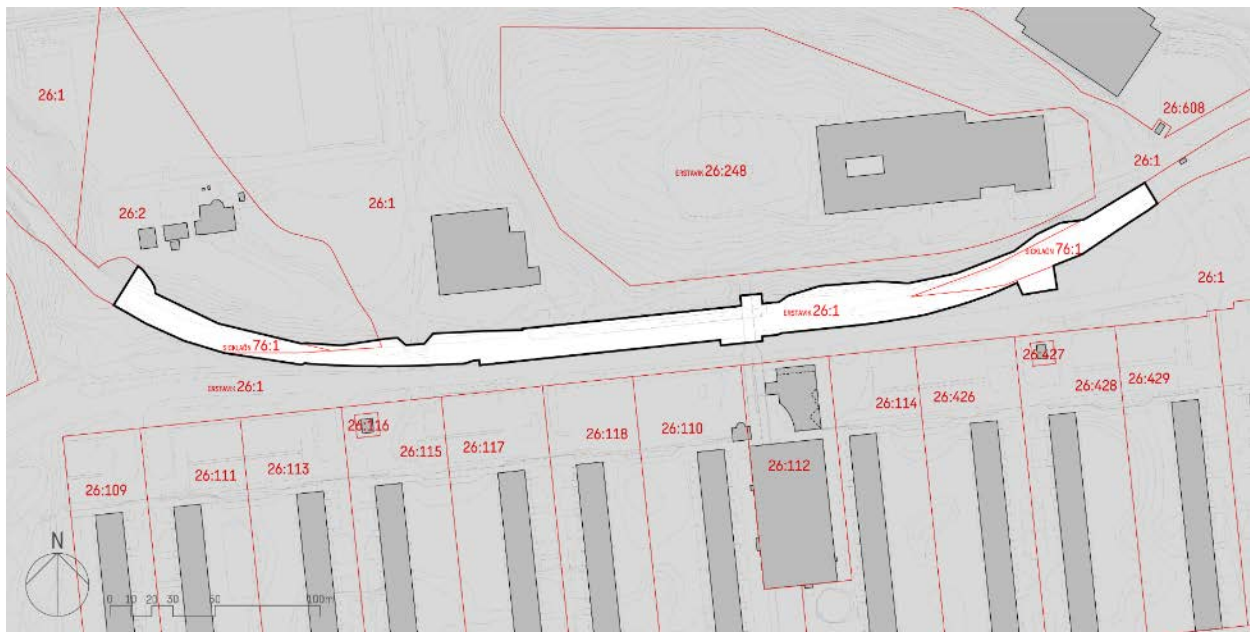 26:1
26:608
26:1
ERSTAVIK 26:248
26:2
26:1
SICKLAÖN 76:1
26:1
ERSTAVIK 26:1
SICKLAÖN 76:1
26:427
ERSTAVIK 26:1
26:428
26:429
26:114
26:426
26:116
26:110
26:118
26:115
26:117
26:112
26:111
26:113
26:109
N
0 10 20 30 50 100m